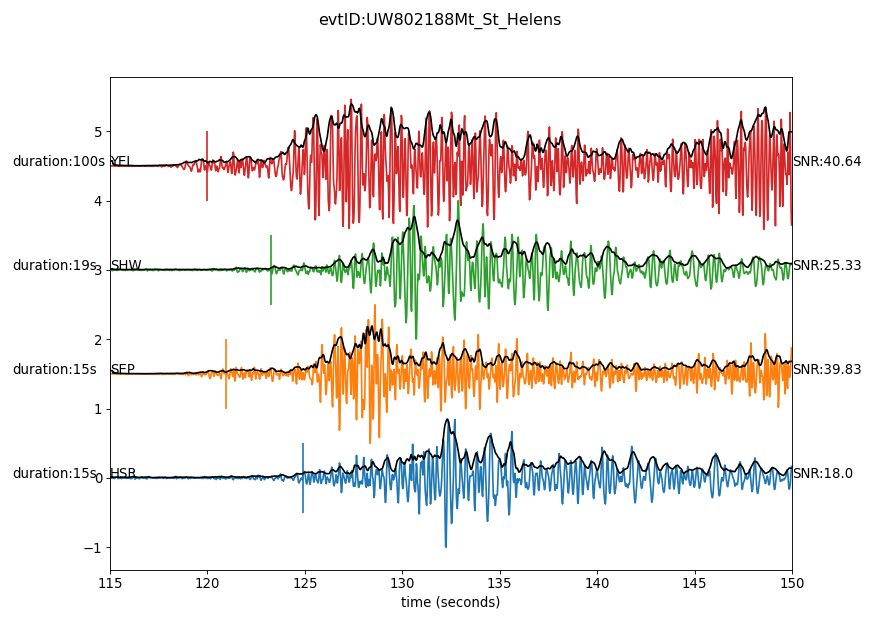 evtID:UW802188Mt_St_Helens
5
duration:100s YEL SNR:40.64
4
duration:19s 3 SHW SNR:25.33
2
duration:15s SEP SNR:39.83
1
duration:15s 0 HSR SNR:18.0
−1
115 120 125 130 135 140 145 150
time (seconds)